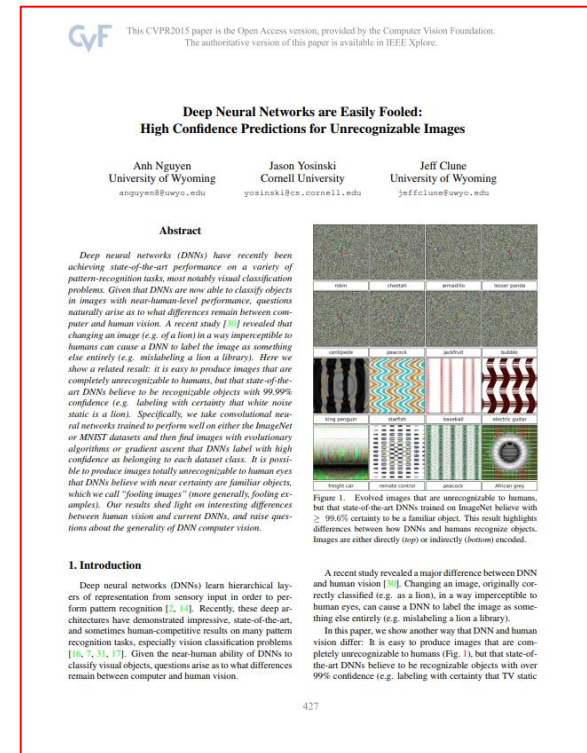 CVF
This CVPR2015 paper is the Open Access version, provided by the Computer Vision Foundation.
The authoritative version of this paper is available in IEEE Xplore.
Deep Neural Networks are Easily Fooled:
High Confidence Predictions for Unrecognizable Images
Anh Nguyen
University of Wyoming
anguyen8@uwyo.edu
Jason Yosinski
Cornell University
yosinski@cs.cornell.edu
Jeff Clune
University of Wyoming
jeffclune@uwyo.edu
Abstract
Deep neural networks (DNNs) have recently been
achieving state-of-the-art performance on a variety of
pattern-recognition tasks, most notably visual classification
problems. Given that DNNs are now able to classify objects
in images with near-human-level performance, questions
naturally arise as to what differences remain between com-
puter and human vision. A recent study [30] revealed that
changing an image (e.g. of a lion) in a way imperceptible to
humans can cause a DNN to label the image as something
else entirely (e.g. mislabeling a lion a library). Here we
show a related result: it is easy to produce images that are
completely unrecognizable to humans, but that state-of-the-
art DNNs believe to be recognizable objects with 99.99%
confidence (e.g. labeling with certainty that white noise
static is a lion). Specifically, we take convolutional neu-
ral networks trained to perform well on either the ImageNet
or MNIST datasets and then find images with evolutionary
algorithms or gradient ascent that DNNs label with high
confidence as belonging to each dataset class. It is possi-
ble to produce images totally unrecognizable to human eyes
that DNNs believe with near certainty are familiar objects,
which we call "fooling images" (more generally, fooling ex-
amples). Our results shed light on interesting differences
between human vision and current DNNs, and raise ques-
tions about the generality of DNN computer vision.
1. Introduction
Deep neural networks (DNNs) learn hierarchical lay-
ers of representation from sensory input in order to per-
form pattern recognition [2, 14]. Recently, these deep ar-
chitectures have demonstrated impressive, state-of-the-art,
and sometimes human-competitive results on many pattern
recognition tasks, especially vision classification problems
[16, 7, 31, 17]. Given the near-human ability of DNNs to
classify visual objects, questions arise as to what differences
remain between computer and human vision.
robin cheetah armadillo lesser panda
centipede peacock jackfruit bubble
king penguin starfish baseball electric guitar
freight car remote control peacock African grey
Figure 1. Evolved images that are unrecognizable to humans,
but that state-of-the-art DNNs trained on ImageNet believe with
≥ 99.6% certainty to be a familiar object. This result highlights
differences between how DNNs and humans recognize objects.
Images are either directly (top) or indirectly (bottom) encoded.
A recent study revealed a major difference between DNN
and human vision [30]. Changing an image, originally cor-
rectly classified (e.g. as a lion), in a way imperceptible to
human eyes, can cause a DNN to label the image as some-
thing else entirely (e.g. mislabeling a lion a library).
In this paper, we show another way that DNN and human
vision differ: It is easy to produce images that are com-
pletely unrecognizable to humans (Fig. 1), but that state-of-
the-art DNNs believe to be recognizable objects with over
99% confidence (e.g. labeling with certainty that TV static
427